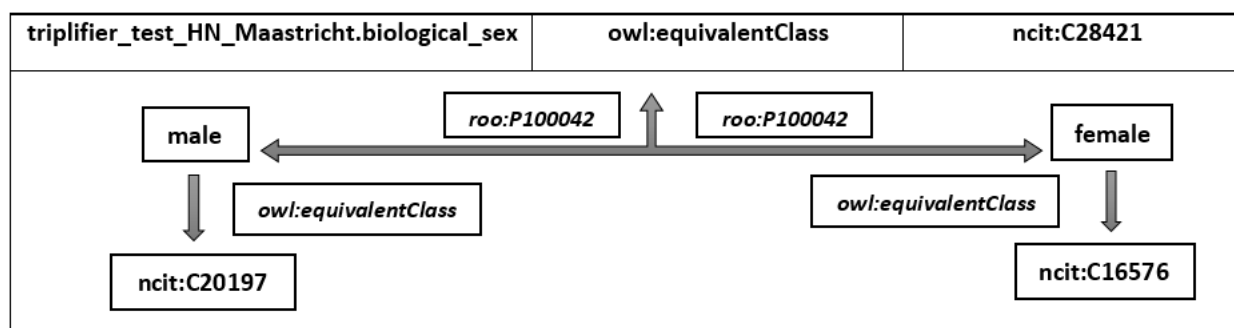 triplifier_test_HN_Maastricht.biological_sex owl:equivalentClass ncit:C28421
roo:P100042 roo:P100042
male female
owl:equivalentClass owl:equivalentClass
ncit:C20197 ncit:C16576